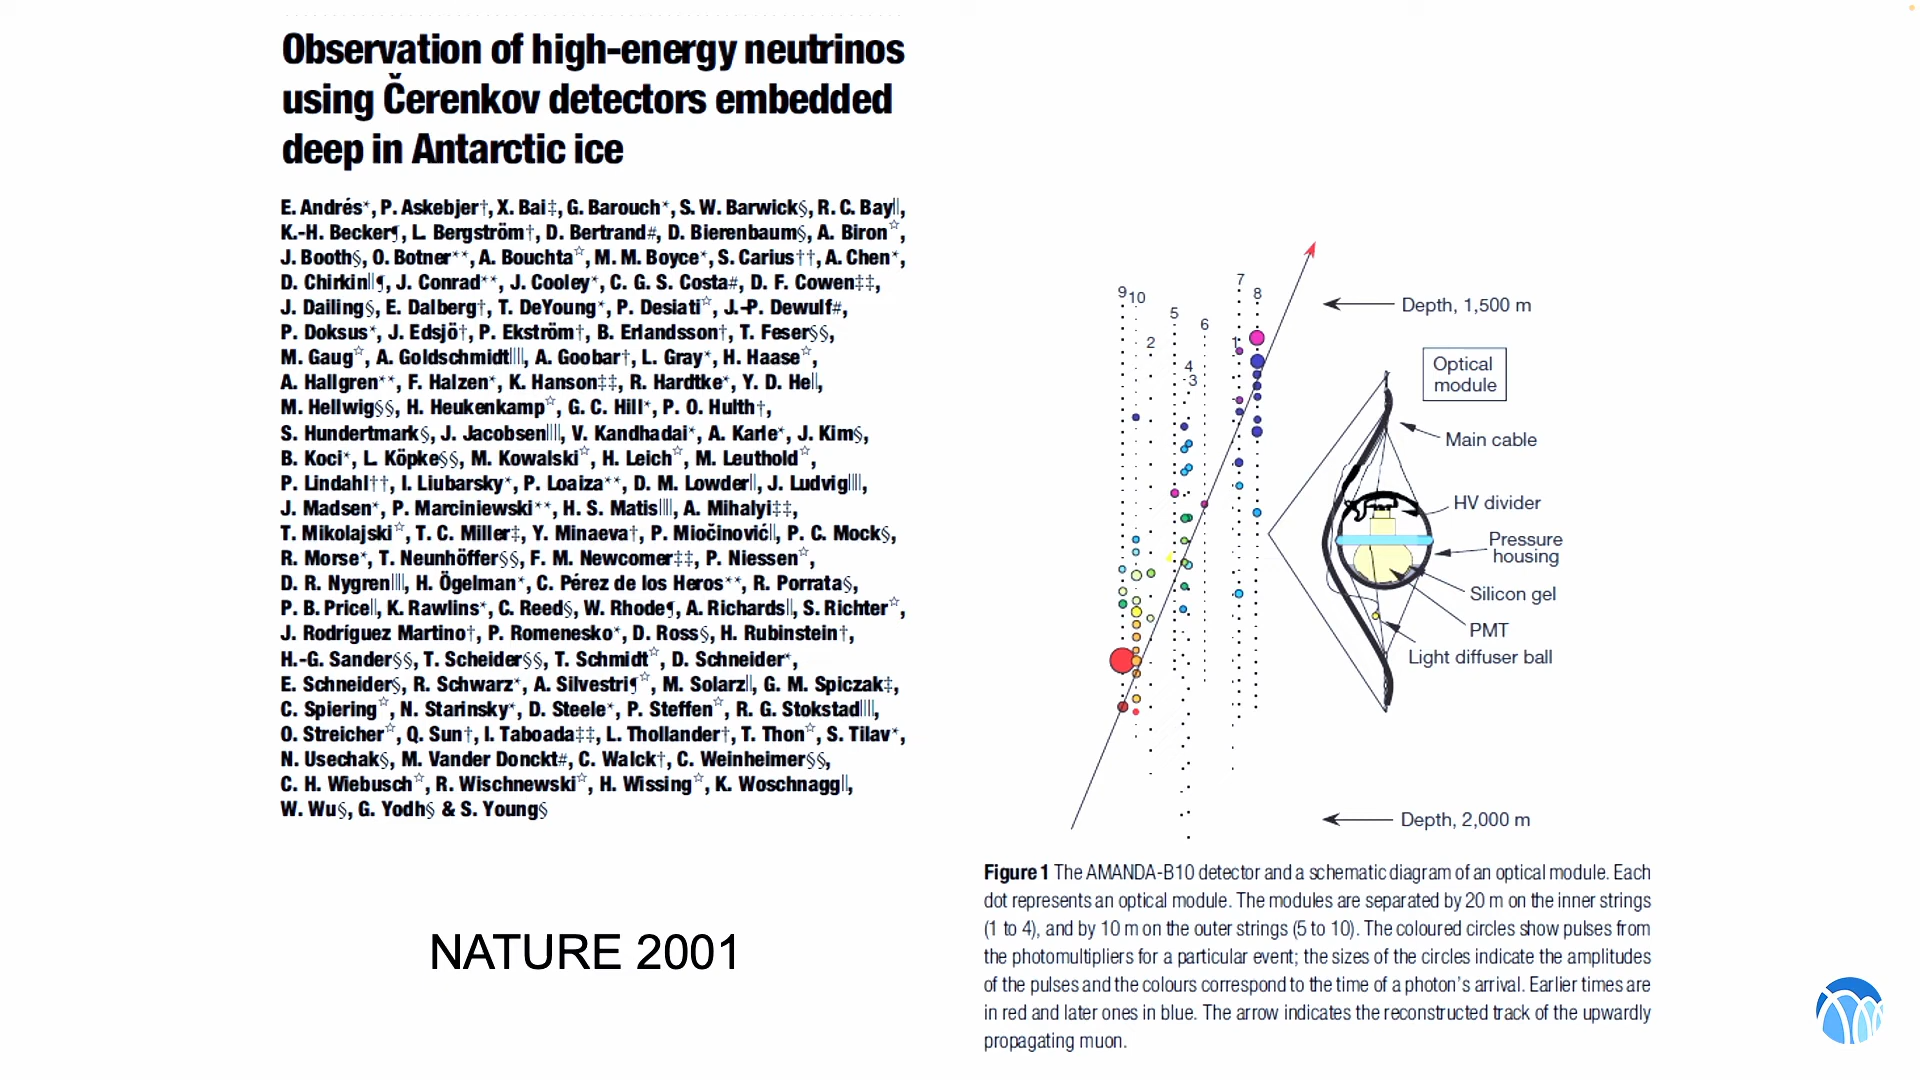 Observation of high-energy neutrinos
using Čerenkov detectors embedded
deep in Antarctic ice
E. Andrés*, P. Askebjer†, X. Bai‡, G. Barouch*, S. W. Barwick§, R. C. Bay∥,
K.-H. Becker¶, L. Bergström†, D. Bertrand#, D. Bierenbaum§, A. Biron☆,
J. Booth§, O. Botner**, A. Bouchta☆, M. M. Boyce*, S. Carius††, A. Chen*,
D. Chirkin∥¶, J. Conrad**, J. Cooley*, C. G. S. Costa#, D. F. Cowen‡‡,
J. Dailing§, E. Dalberg†, T. DeYoung*, P. Desiati☆, J.-P. Dewulf#,
P. Doksus*, J. Edsjö†, P. Ekström†, B. Erlandsson†, T. Feser§§,
M. Gaug☆, A. Goldschmidt∥∥, A. Goobar†, L. Gray*, H. Haase☆,
A. Hallgren**, F. Halzen*, K. Hanson‡‡, R. Hardtke*, Y. D. He∥,
M. Hellwig§§, H. Heukenkamp☆, G. C. Hill*, P. O. Hulth†,
S. Hundertmark§, J. Jacobsen∥∥, V. Kandhadai*, A. Karle*, J. Kim§,
B. Koci*, L. Köpke§§, M. Kowalski☆, H. Leich☆, M. Leuthold☆,
P. Lindahl††, I. Liubarsky*, P. Loaiza**, D. M. Lowder∥, J. Ludvig∥∥,
J. Madsen*, P. Marciniewski**, H. S. Matis∥∥, A. Mihalyi‡‡,
T. Mikolajski☆, T. C. Miller‡, Y. Minaeva†, P. Miočinović∥, P. C. Mock§,
R. Morse*, T. Neunhöffer§§, F. M. Newcomer‡‡, P. Niessen☆,
D. R. Nygren∥∥, H. Ögelman*, C. Pérez de los Heros**, R. Porrata§,
P. B. Price∥, K. Rawlins*, C. Reed§, W. Rhode¶, A. Richards∥, S. Richter☆,
J. Rodríguez Martino†, P. Romenesko*, D. Ross§, H. Rubinstein†,
H.-G. Sander§§, T. Scheider§§, T. Schmidt☆, D. Schneider*,
E. Schneider§, R. Schwarz*, A. Silvestri¶☆, M. Solarz∥, G. M. Spiczak‡,
C. Spiering☆, N. Starinsky*, D. Steele*, P. Steffen☆, R. G. Stokstad∥∥,
O. Streicher☆, Q. Sun†, I. Taboada‡‡, L. Thollander†, T. Thon☆, S. Tilav*,
N. Usechak§, M. Vander Donckt#, C. Walck†, C. Weinheimer§§,
C. H. Wiebusch☆, R. Wischnewski☆, H. Wissing☆, K. Woschnagg∥,
W. Wu§, G. Yodh§ & S. Young§
NATURE 2001
7
9 10 8
5
6
2 1
4
3
Depth, 1,500 m
Optical
module
Main cable
HV divider
Pressure
housing
Silicon gel
PMT
Light diffuser ball
Depth, 2,000 m
Figure 1 The AMANDA-B10 detector and a schematic diagram of an optical module. Each
dot represents an optical module. The modules are separated by 20 m on the inner strings
(1 to 4), and by 10 m on the outer strings (5 to 10). The coloured circles show pulses from
the photomultipliers for a particular event; the sizes of the circles indicate the amplitudes
of the pulses and the colours correspond to the time of a photon's arrival. Earlier times are
in red and later ones in blue. The arrow indicates the reconstructed track of the upwardly
propagating muon.